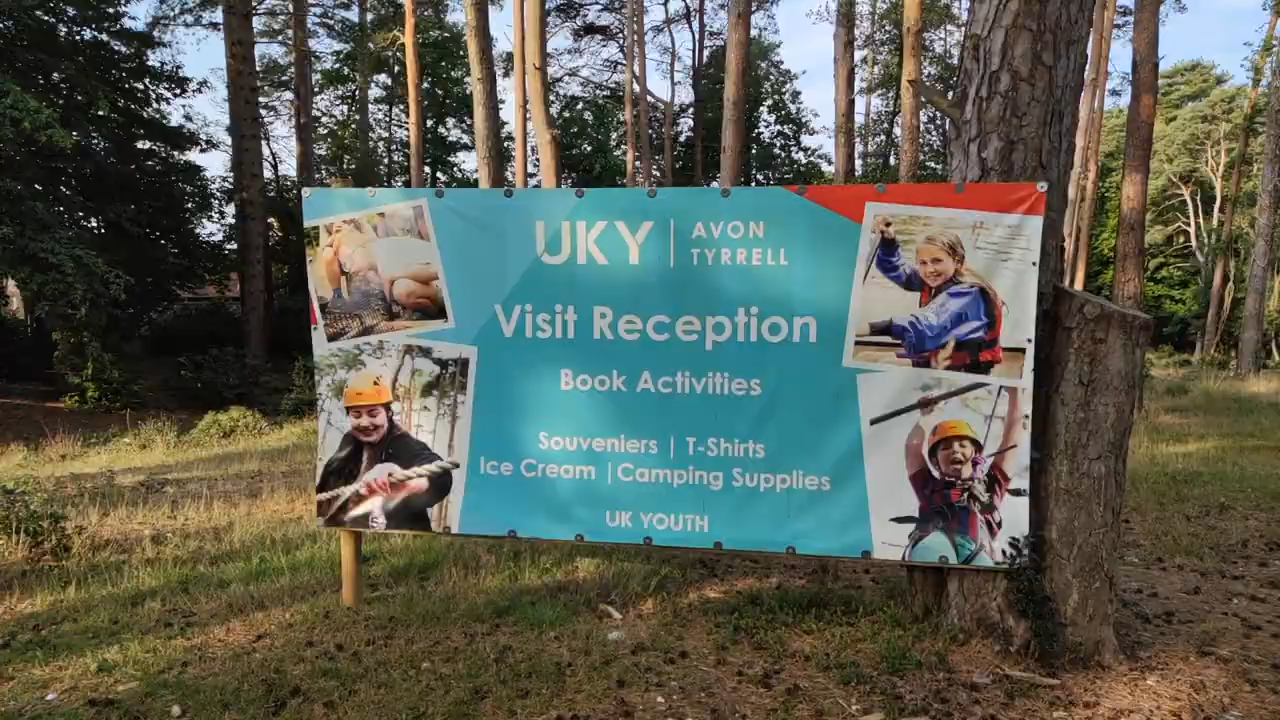 UKY | AVON
TYRRELL
Visit Reception
Book Activities
Souveniers | T-Shirts
Ice Cream | Camping Supplies
UK YOUTH